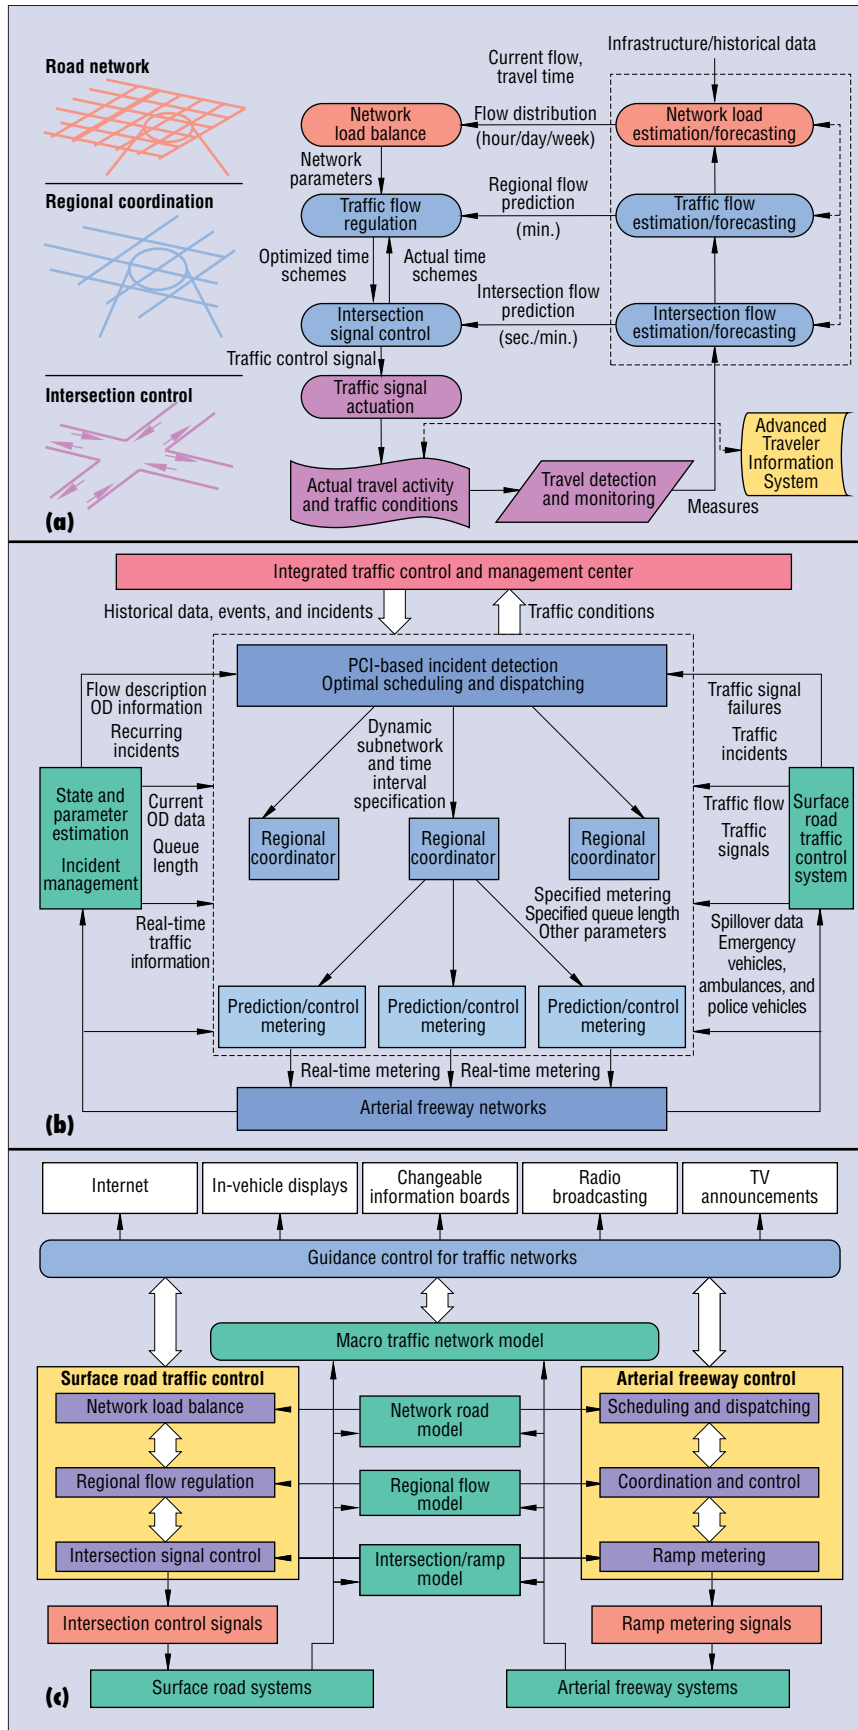 Infrastructure/historical data
Road network
Current flow,
travel time
Network
load balance
Flow distribution
(hour/day/week)
Network load
estimation/forecasting
Network
parameters
Regional coordination
Traffic flow
regulation
Regional flow
prediction
(min.)
Traffic flow
estimation/forecasting
Optimized time
schemes
Actual time
schemes
Intersection
signal control
Intersection flow
prediction
(sec./min.)
Intersection flow
estimation/forecasting
Traffic control signal
Intersection control
Traffic signal
actuation
Advanced
Traveler
Information
System
Actual travel activity
and traffic conditions
Travel detection
and monitoring
Measures
(a)
Integrated traffic control and management center
Historical data, events, and incidents
Traffic conditions
PCI-based incident detection
Optimal scheduling and dispatching
Flow description
OD information
Recurring
incidents
Traffic signal
failures
Traffic
incidents
Dynamic
subnetwork
and time
interval
specification
State and
parameter
estimation
Incident
management
Current
OD data
Queue
length
Traffic flow
Traffic
signals
Surface
road
traffic
control
system
Regional
coordinator
Regional
coordinator
Regional
coordinator
Specified metering
Specified queue length
Other parameters
Real-time
traffic
information
Spillover data
Emergency
vehicles,
ambulances, and
police vehicles
Prediction/control
metering
Prediction/control
metering
Prediction/control
metering
Real-time metering
Real-time metering
Arterial freeway networks
(b)
Internet
In-vehicle displays
Changeable
information boards
Radio
broadcasting
TV
announcements
Guidance control for traffic networks
Macro traffic network model
Surface road traffic control
Arterial freeway control
Network load balance
Network road
model
Scheduling and dispatching
Regional flow regulation
Regional flow
model
Coordination and control
Intersection signal control
Intersection/ramp
model
Ramp metering
Intersection control signals
Ramp metering signals
Surface road systems
Arterial freeway systems
(c)